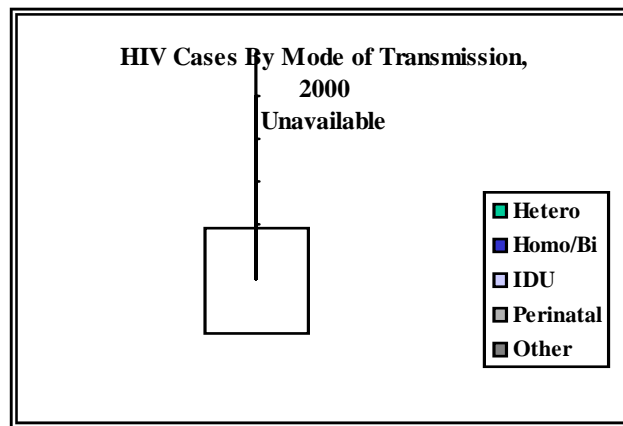 HIV Cases By Mode of Transmission,
2000
Unavailable
Hetero
Homo/Bi
IDU
Perinatal
Other